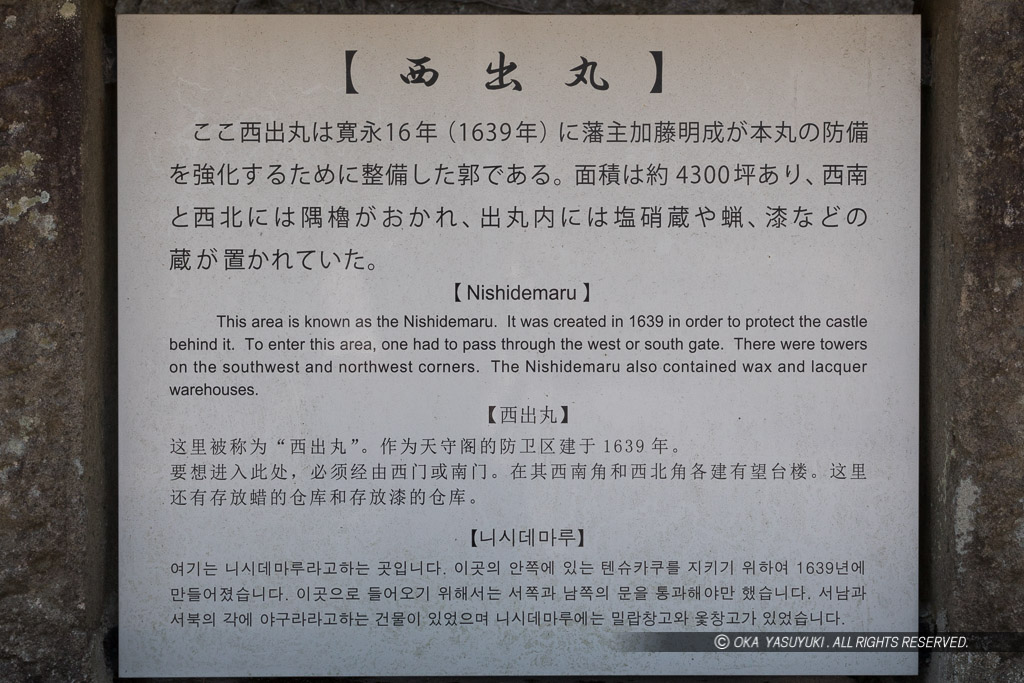 【西出丸】
ここ西出丸は寛永16年（1639年）に藩主加藤明成が本丸の防備
を強化するために整備した郭である。面積は約 4300坪あり、西南
と西北には隅櫓がおかれ、出丸内には塩硝蔵や蝋、漆などの
蔵が置かれていた。
【 Nishidemaru 】
This area is known as the Nishidemaru. It was created in 1639 in order to protect the castle
behind it. To enter this area, one had to pass through the west or south gate. There were towers
on the southwest and northwest corners. The Nishidemaru also contained wax and lacquer
warehouses.
【西出丸】
这里被称为“西出丸”。作为天守阁的防卫区建于 1639 年。
要想进入此处，必须经由西门或南门。在其西南角和西北角各建有望台楼。这里
还有存放蜡的仓库和存放漆的仓库。
【니시데마루】
여기는 니시데마루라고하는 곳입니다. 이곳의 안쪽에 있는 텐슈카쿠를 지키기 위하여 1639년에
만들어졌습니다. 이곳으로 들어오기 위해서는 서쪽과 남쪽의 문을 통과해야만 했습니다. 서남과
서북의 각에 야구라라고하는 건물이 있었으며 니시데마루에는 밀랍창고와 옻창고가 있었습니다.
© OKA YASUYUKI . ALL RIGHTS RESERVED.